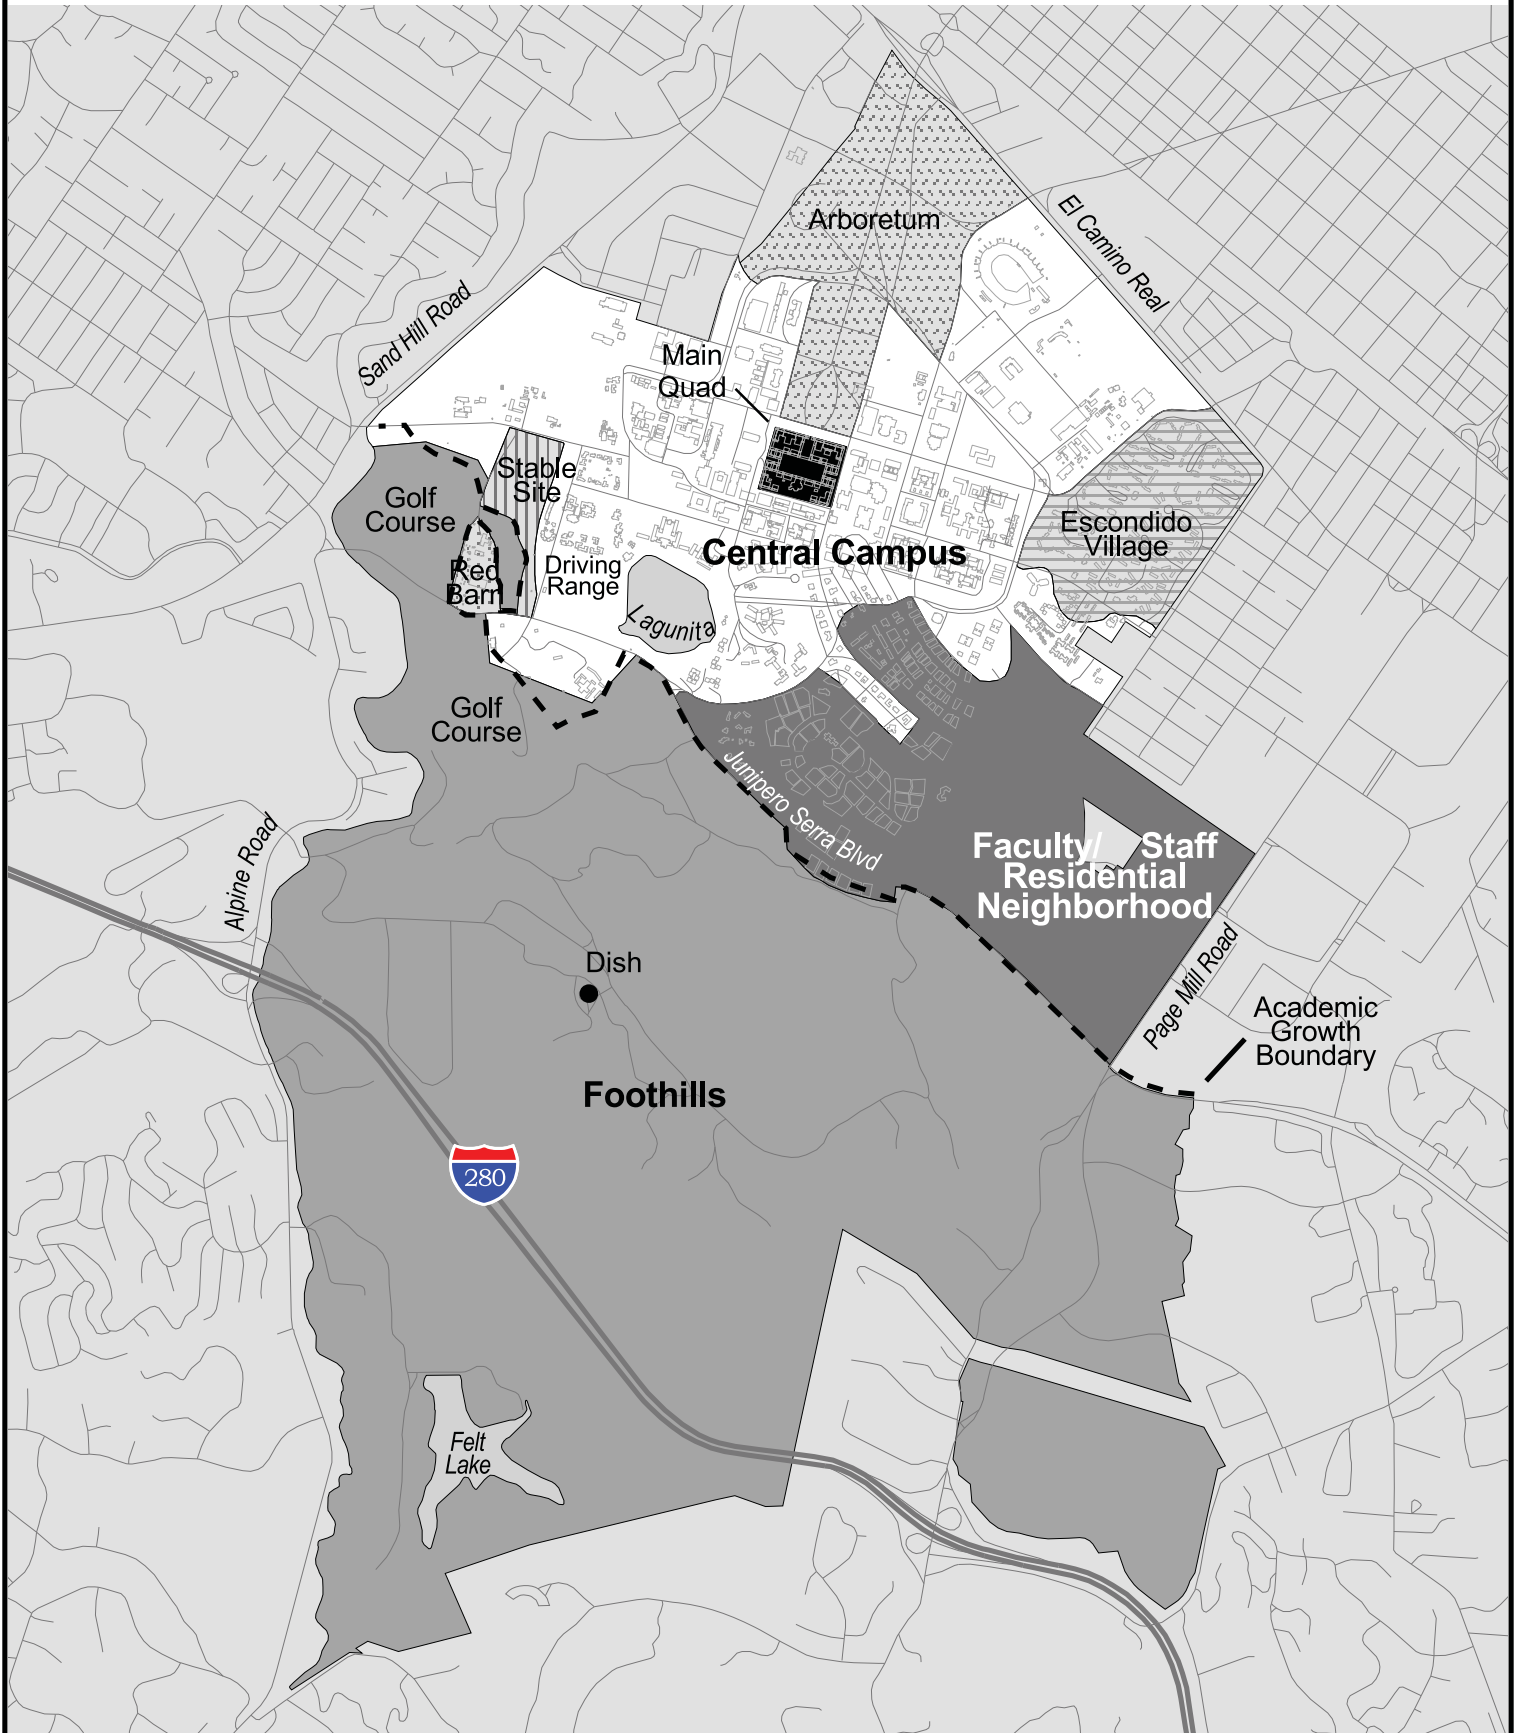 Arboretum
El Camino Real
Sand Hill Road
Main
Quad
Stable
Site
Golf
Course
Escondido
Village
Central Campus
Driving
Range
Red
Barn
Lagunita
Golf
Course
Junipero Serra Blvd
Alpine Road
Faculty/ Staff
Residential
Neighborhood
Page Mill Road
Dish
Academic
Growth
Boundary
Foothills
280
Felt
Lake